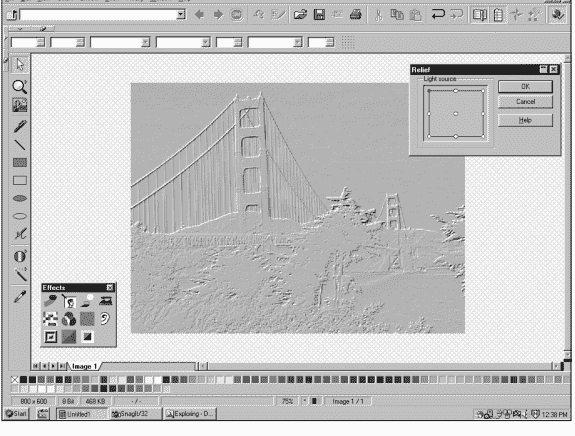 Relief
Light source
OK
Cancel
Help
Effects
Image 1
800 x 600 8 Bit 468 KB - / - 75% Image 1 / 1
Start Untitled1 SnagIt/32 Exploring - D... 12:38 PM